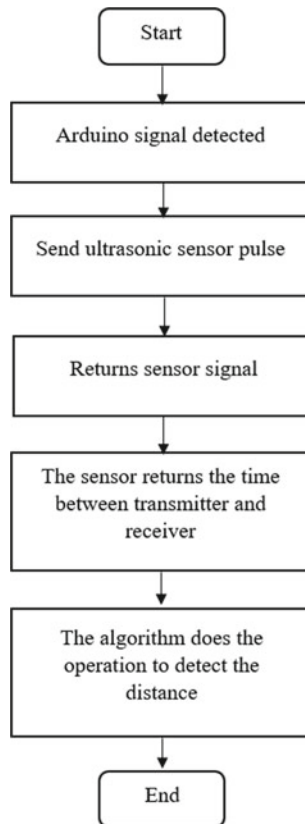 Start
Arduino signal detected
Send ultrasonic sensor pulse
Returns sensor signal
The sensor returns the time
between transmitter and
receiver
The algorithm does the
operation to detect the
distance
End